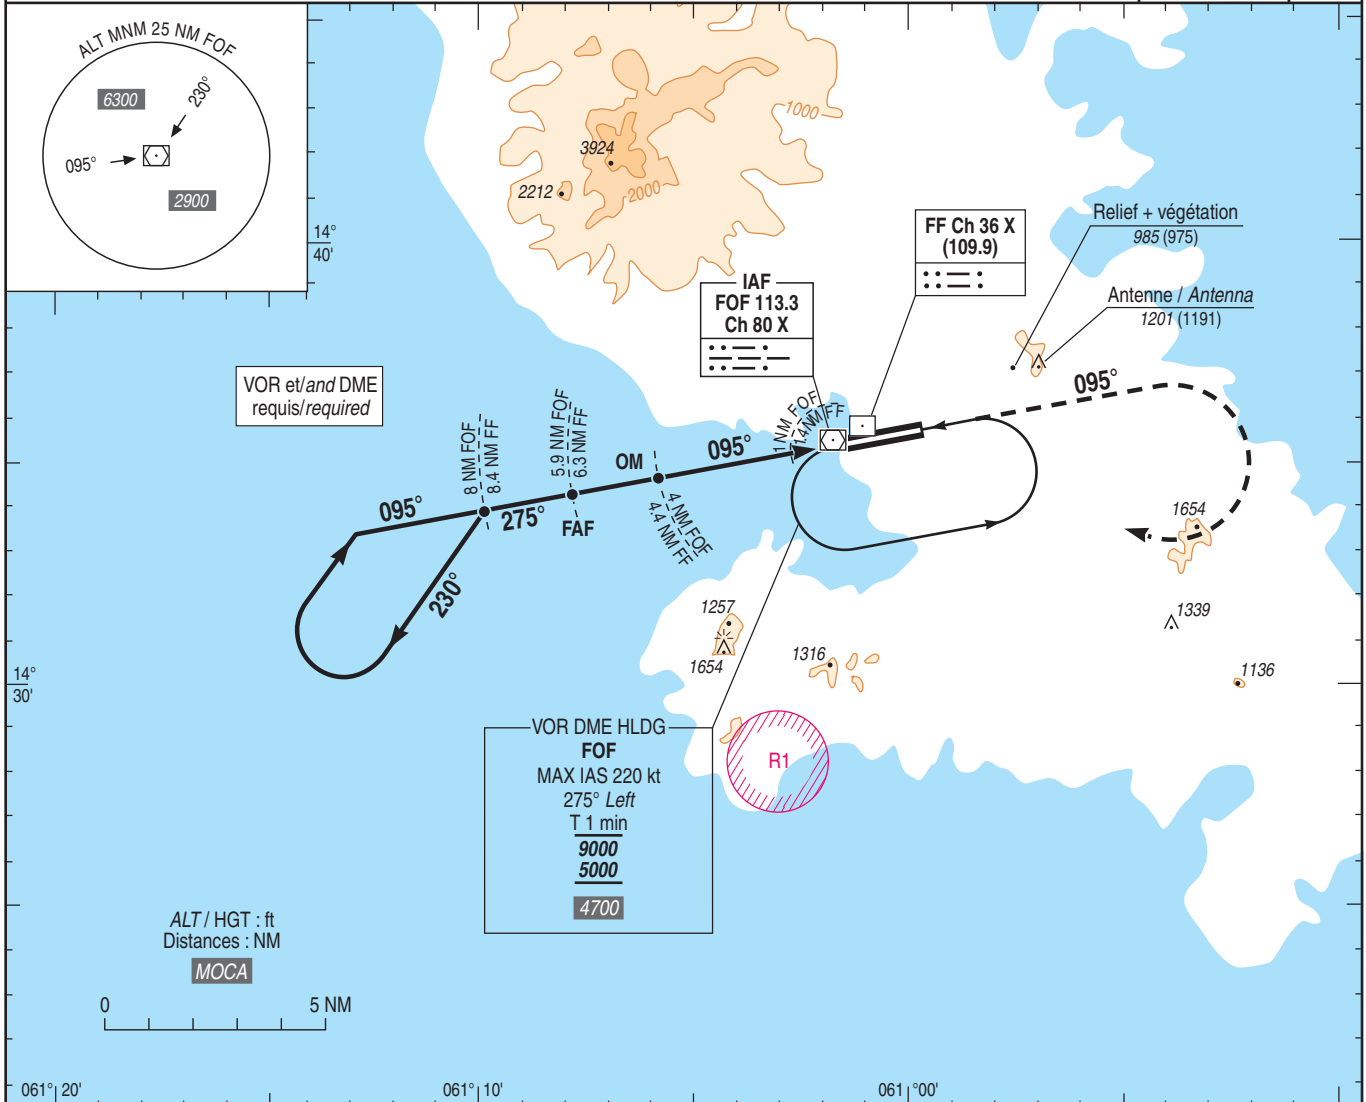 ALT MNM 25 NM FOF
6300
230°
095°
2900
14°
40'
1000
3924
2212
2000
Relief + végétation
985 (975)
FF Ch 36 X
(109.9)
Antenne / Antenna
1201 (1191)
IAF
FOF 113.3
Ch 80 X
VOR et/and DME
requis/required
095°
8 NM FOF
8.4 NM FF
5.9 NM FOF
6.3 NM FF
OM
095°
1 NM FOF
1.4 NM FF
095°
275°
FAF
4 NM FOF
4.4 NM FF
230°
1654
1257
1654
1339
1316
1136
14°
30'
VOR DME HLDG
FOF
MAX IAS 220 kt
275° Left
T 1 min
9000
5000
4700
R1
ALT / HGT : ft
Distances : NM
MOCA
0 5 NM
061° 20' 061° 10' 061° 00'